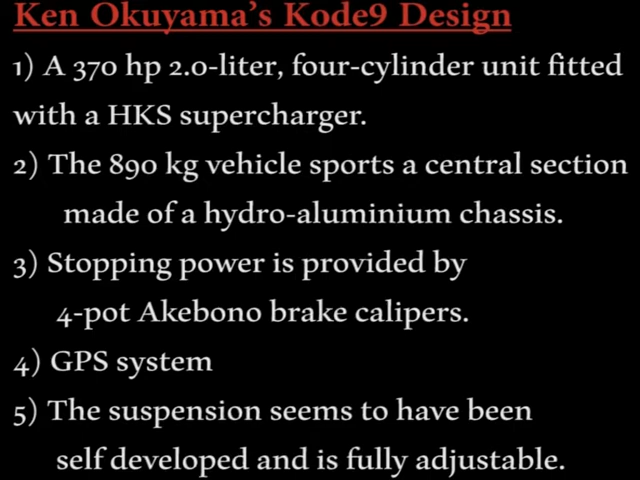 Ken Okuyama's Kode9 Design
1) A 370 hp 2.0-liter, four-cylinder unit fitted
with a HKS supercharger.
2) The 890 kg vehicle sports a central section
made of a hydro-aluminium chassis.
3) Stopping power is provided by
4-pot Akebono brake calipers.
4) GPS system
5) The suspension seems to have been
self developed and is fully adjustable.